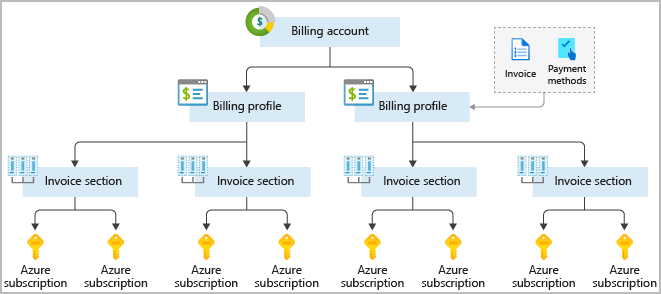 Billing account
Invoice
Payment
methods
Billing profile
Billing profile
Invoice section
Invoice section
Invoice section
Invoice section
Azure
subscription
Azure
subscription
Azure
subscription
Azure
subscription
Azure
subscription
Azure
subscription
Azure
subscription
Azure
subscription